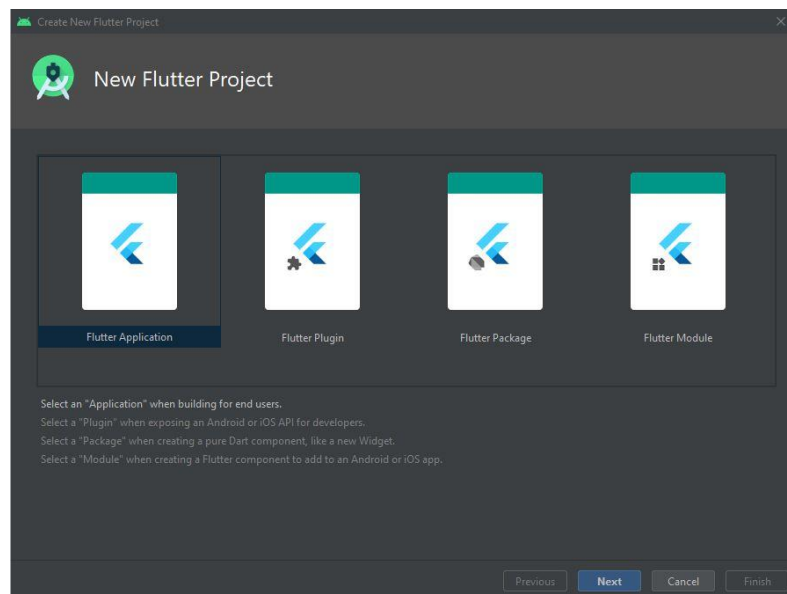 Create New Flutter Project
New Flutter Project
Flutter Application
Flutter Plugin
Flutter Package
Flutter Module
Select an "Application" when building for end users.
Select a "Plugin" when exposing an Android or iOS API for developers.
Select a "Package" when creating a pure Dart component, like a new Widget.
Select a "Module" when creating a Flutter component to add to an Android or iOS app.
Previous Next Cancel Finish